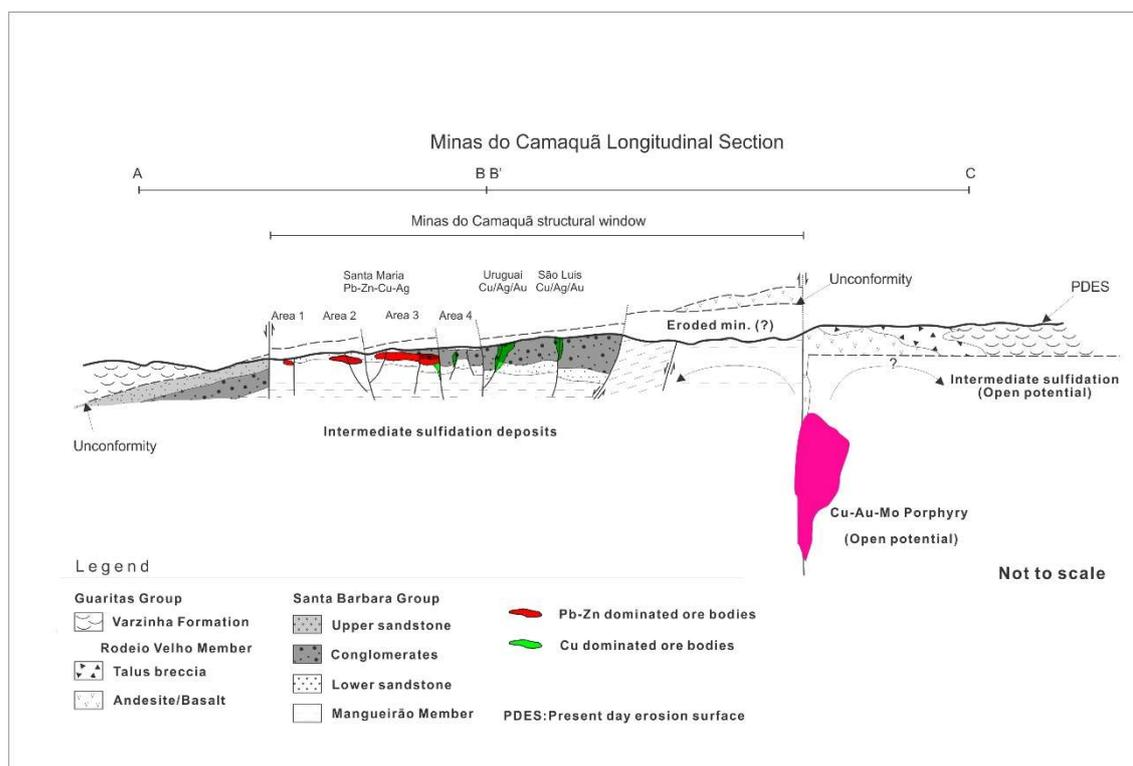 Minas do Camaquã Longitudinal Section
A
B B'
C
Minas do Camaquã structural window
Santa Maria
Pb-Zn-Cu-Ag
Uruguai
Cu/Ag/Au
São Luis
Cu/Ag/Au
Unconformity
PDES
Area 1
Area 2
Area 3
Area 4
Eroded min. (?)
?
Intermediate sulfidation
(Open potential)
Unconformity
Intermediate sulfidation deposits
Cu-Au-Mo Porphyry
(Open potential)
Not to scale
Legend
Guaritas Group
Varzinha Formation
Rodeio Velho Member
Talus breccia
Andesite/Basalt
Santa Barbara Group
Upper sandstone
Conglomerates
Lower sandstone
Mangueirão Member
Pb-Zn dominated ore bodies
Cu dominated ore bodies
PDES:Present day erosion surface